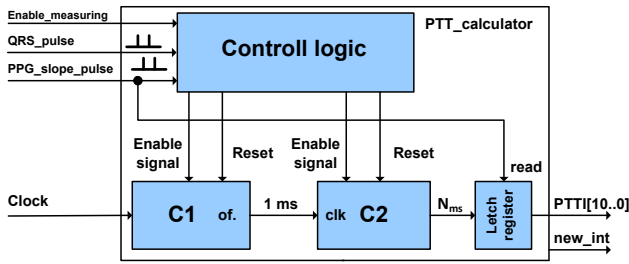 Enable_measuring
QRS_pulse
PPG_slope_pulse
Controll logic
PTT_calculator
Enable
signal
Reset
Enable
signal
Reset
read
Clock
C1
of.
1 ms
clk
C2
Nms
Letch
register
PTTI[10..0]
new_int